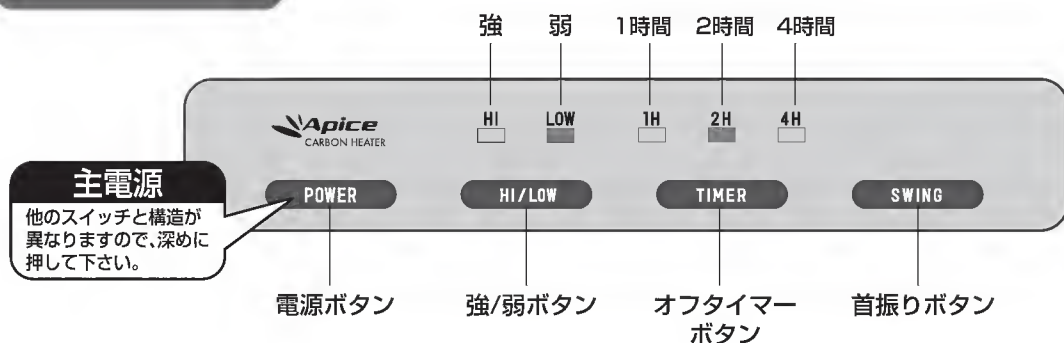 強 弱 1時間 2時間 4時間
HI LOW 1H 2H 4H
Apice
CARBON HEATER
主電源
他のスイッチと構造が
異なりますので、深めに
押して下さい。
POWER HI/LOW TIMER SWING
電源ボタン 強/弱ボタン オフタイマー 首振りボタン
ボタン